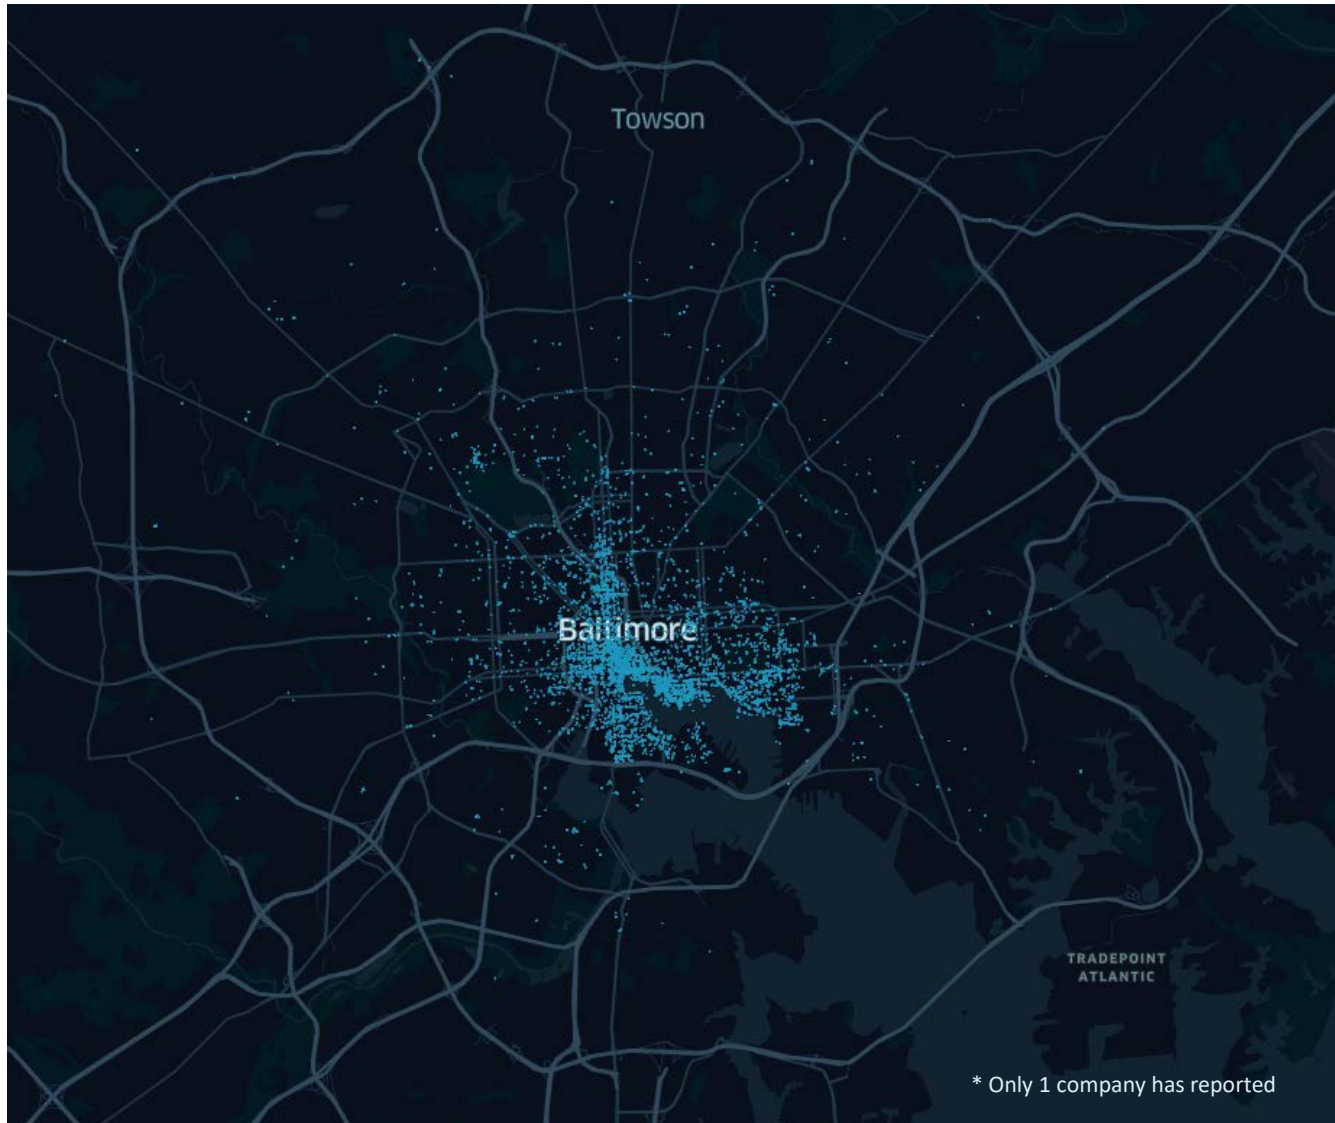 Towson
Baltimore
TRADEPOINT
ATLANTIC
* Only 1 company has reported